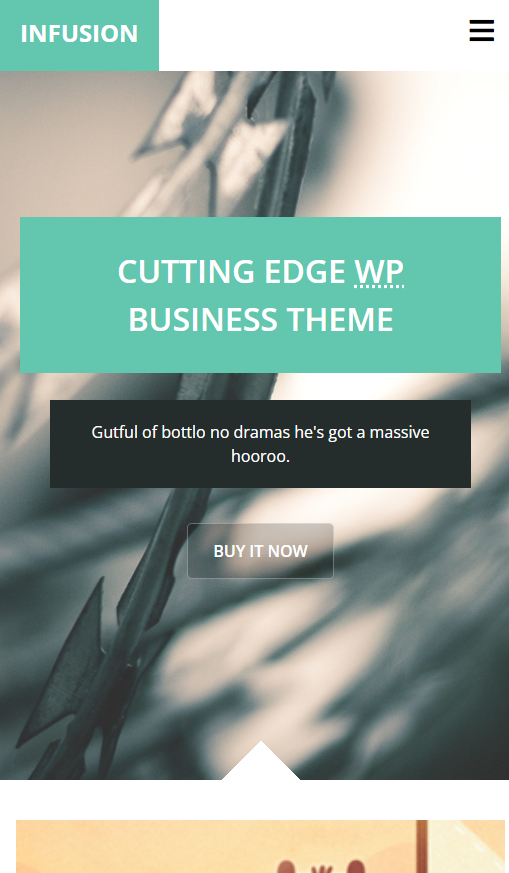 INFUSION
CUTTING EDGE WP
BUSINESS THEME
Gutful of bottlo no dramas he's got a massive
hooroo.
BUY IT NOW